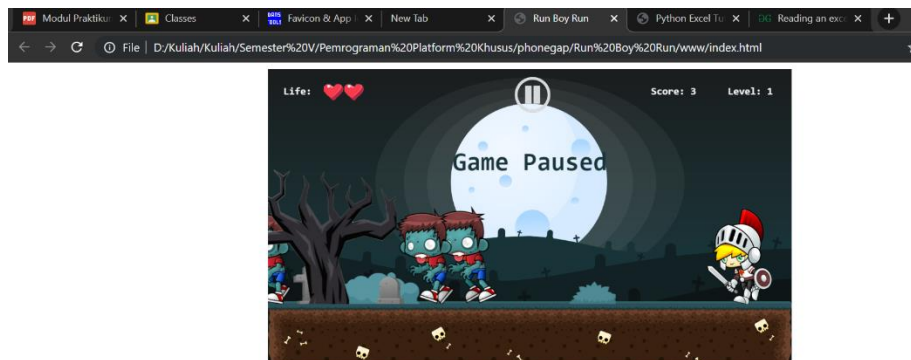 Modul Praktikur
Classes
Favicon & App
New Tab
Run Boy Run
Python Excel Tu
Reading an exce
File | D:/Kuliah/Kuliah/Semester%20V/Pemrograman%20Platform%20Khusus/phonegap/Run%20Boy%20Run/www/index.html
Life: Score: 3 Level: 1
Game Paused